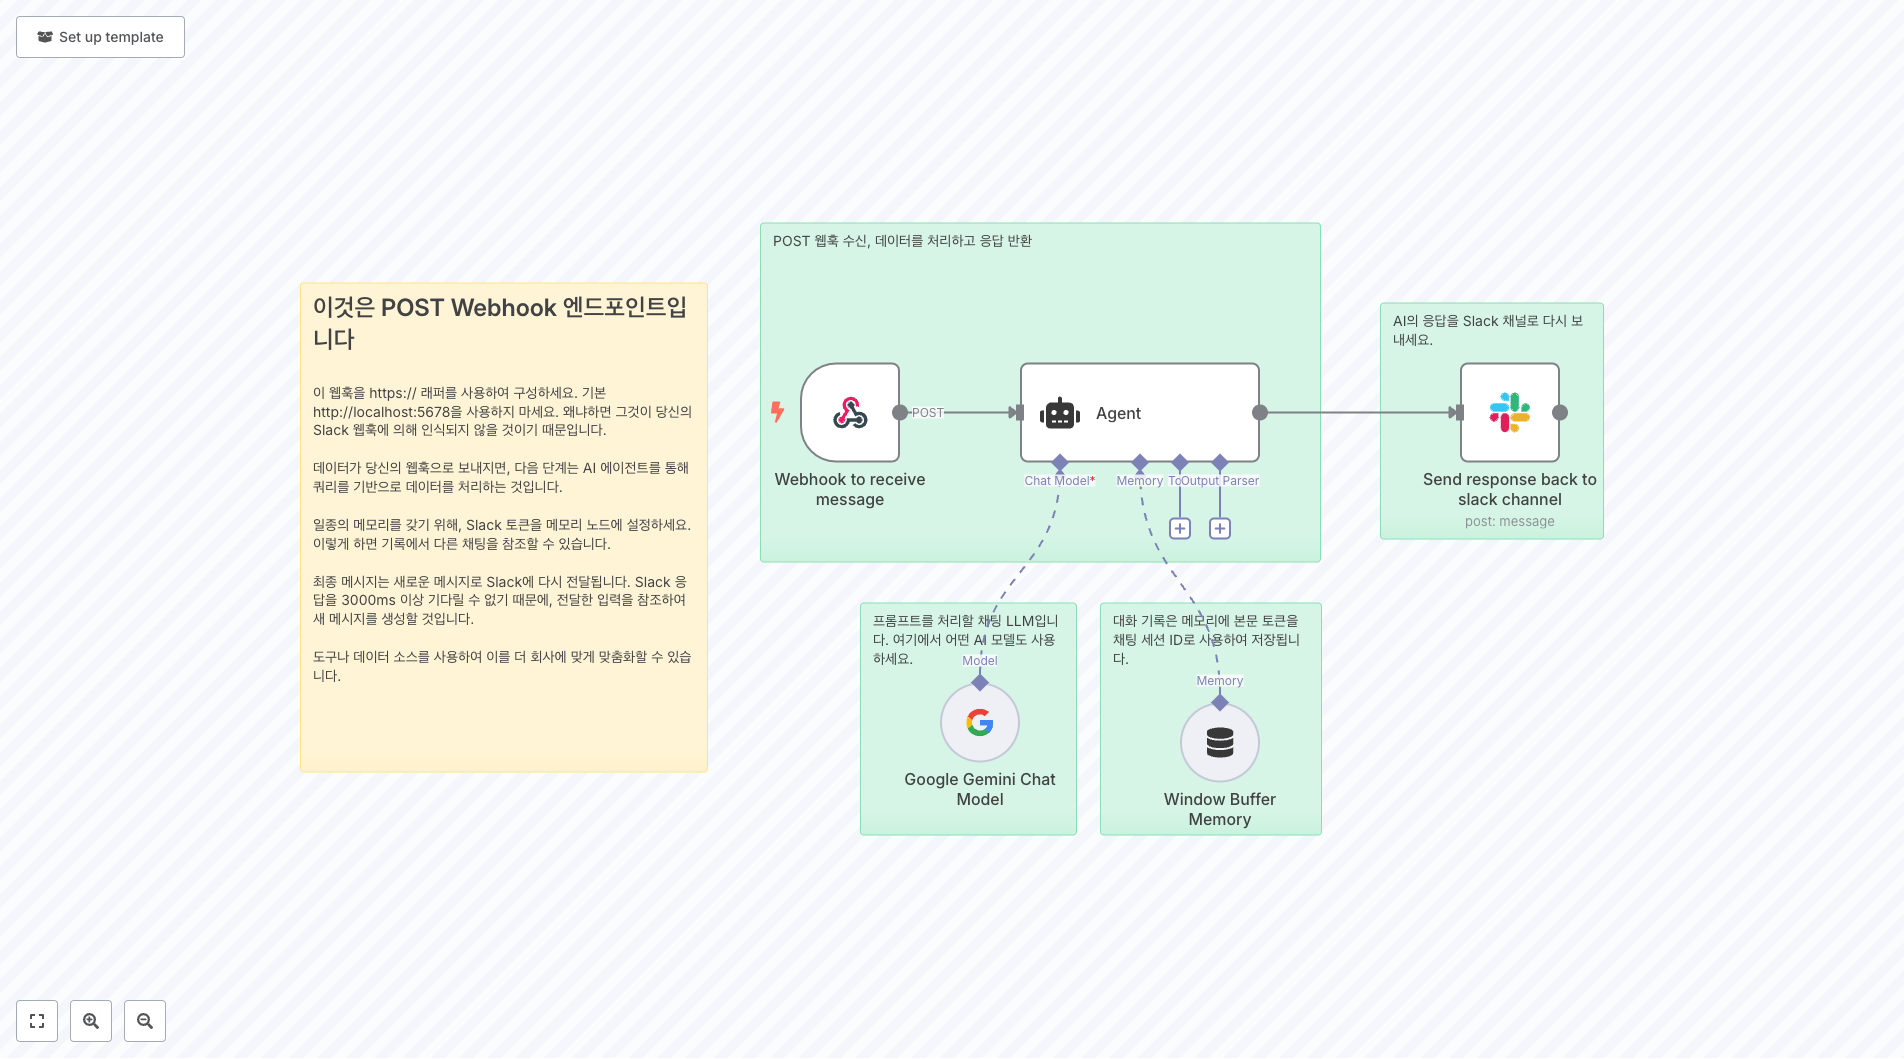 Set up template
이것은 POST Webhook 엔드포인트입
니다
이 웹훅을 https:// 래퍼를 사용하여 구성하세요. 기본
http://localhost:5678을 사용하지 마세요. 왜냐하면 그것이 당신의
Slack 웹훅에 의해 인식되지 않을 것이기 때문입니다.
데이터가 당신의 웹훅으로 보내지면, 다음 단계는 AI 에이전트를 통해
쿼리를 기반으로 데이터를 처리하는 것입니다.
일종의 메모리를 갖기 위해, Slack 토큰을 메모리 노드에 설정하세요.
이렇게 하면 기록에서 다른 채팅을 참조할 수 있습니다.
최종 메시지는 새로운 메시지로 Slack에 다시 전달됩니다. Slack 응
답을 3000ms 이상 기다릴 수 없기 때문에, 전달한 입력을 참조하여
새 메시지를 생성할 것입니다.
도구나 데이터 소스를 사용하여 이를 더 회사에 맞게 맞춤화할 수 있습
니다.
POST 웹훅 수신, 데이터를 처리하고 응답 반환
POST
Agent
Webhook to receive
message
Chat Model*
Memory
To
Output Parser
AI의 응답을 Slack 채널로 다시 보
내세요.
Send response back to
slack channel
post: message
프롬프트를 처리할 채팅 LLM입니
다. 여기에서 어떤 AI 모델도 사용
하세요.
Model
Google Gemini Chat
Model
대화 기록은 메모리에 본문 토큰을
채팅 세션 ID로 사용하여 저장됩니
다.
Memory
Window Buffer
Memory